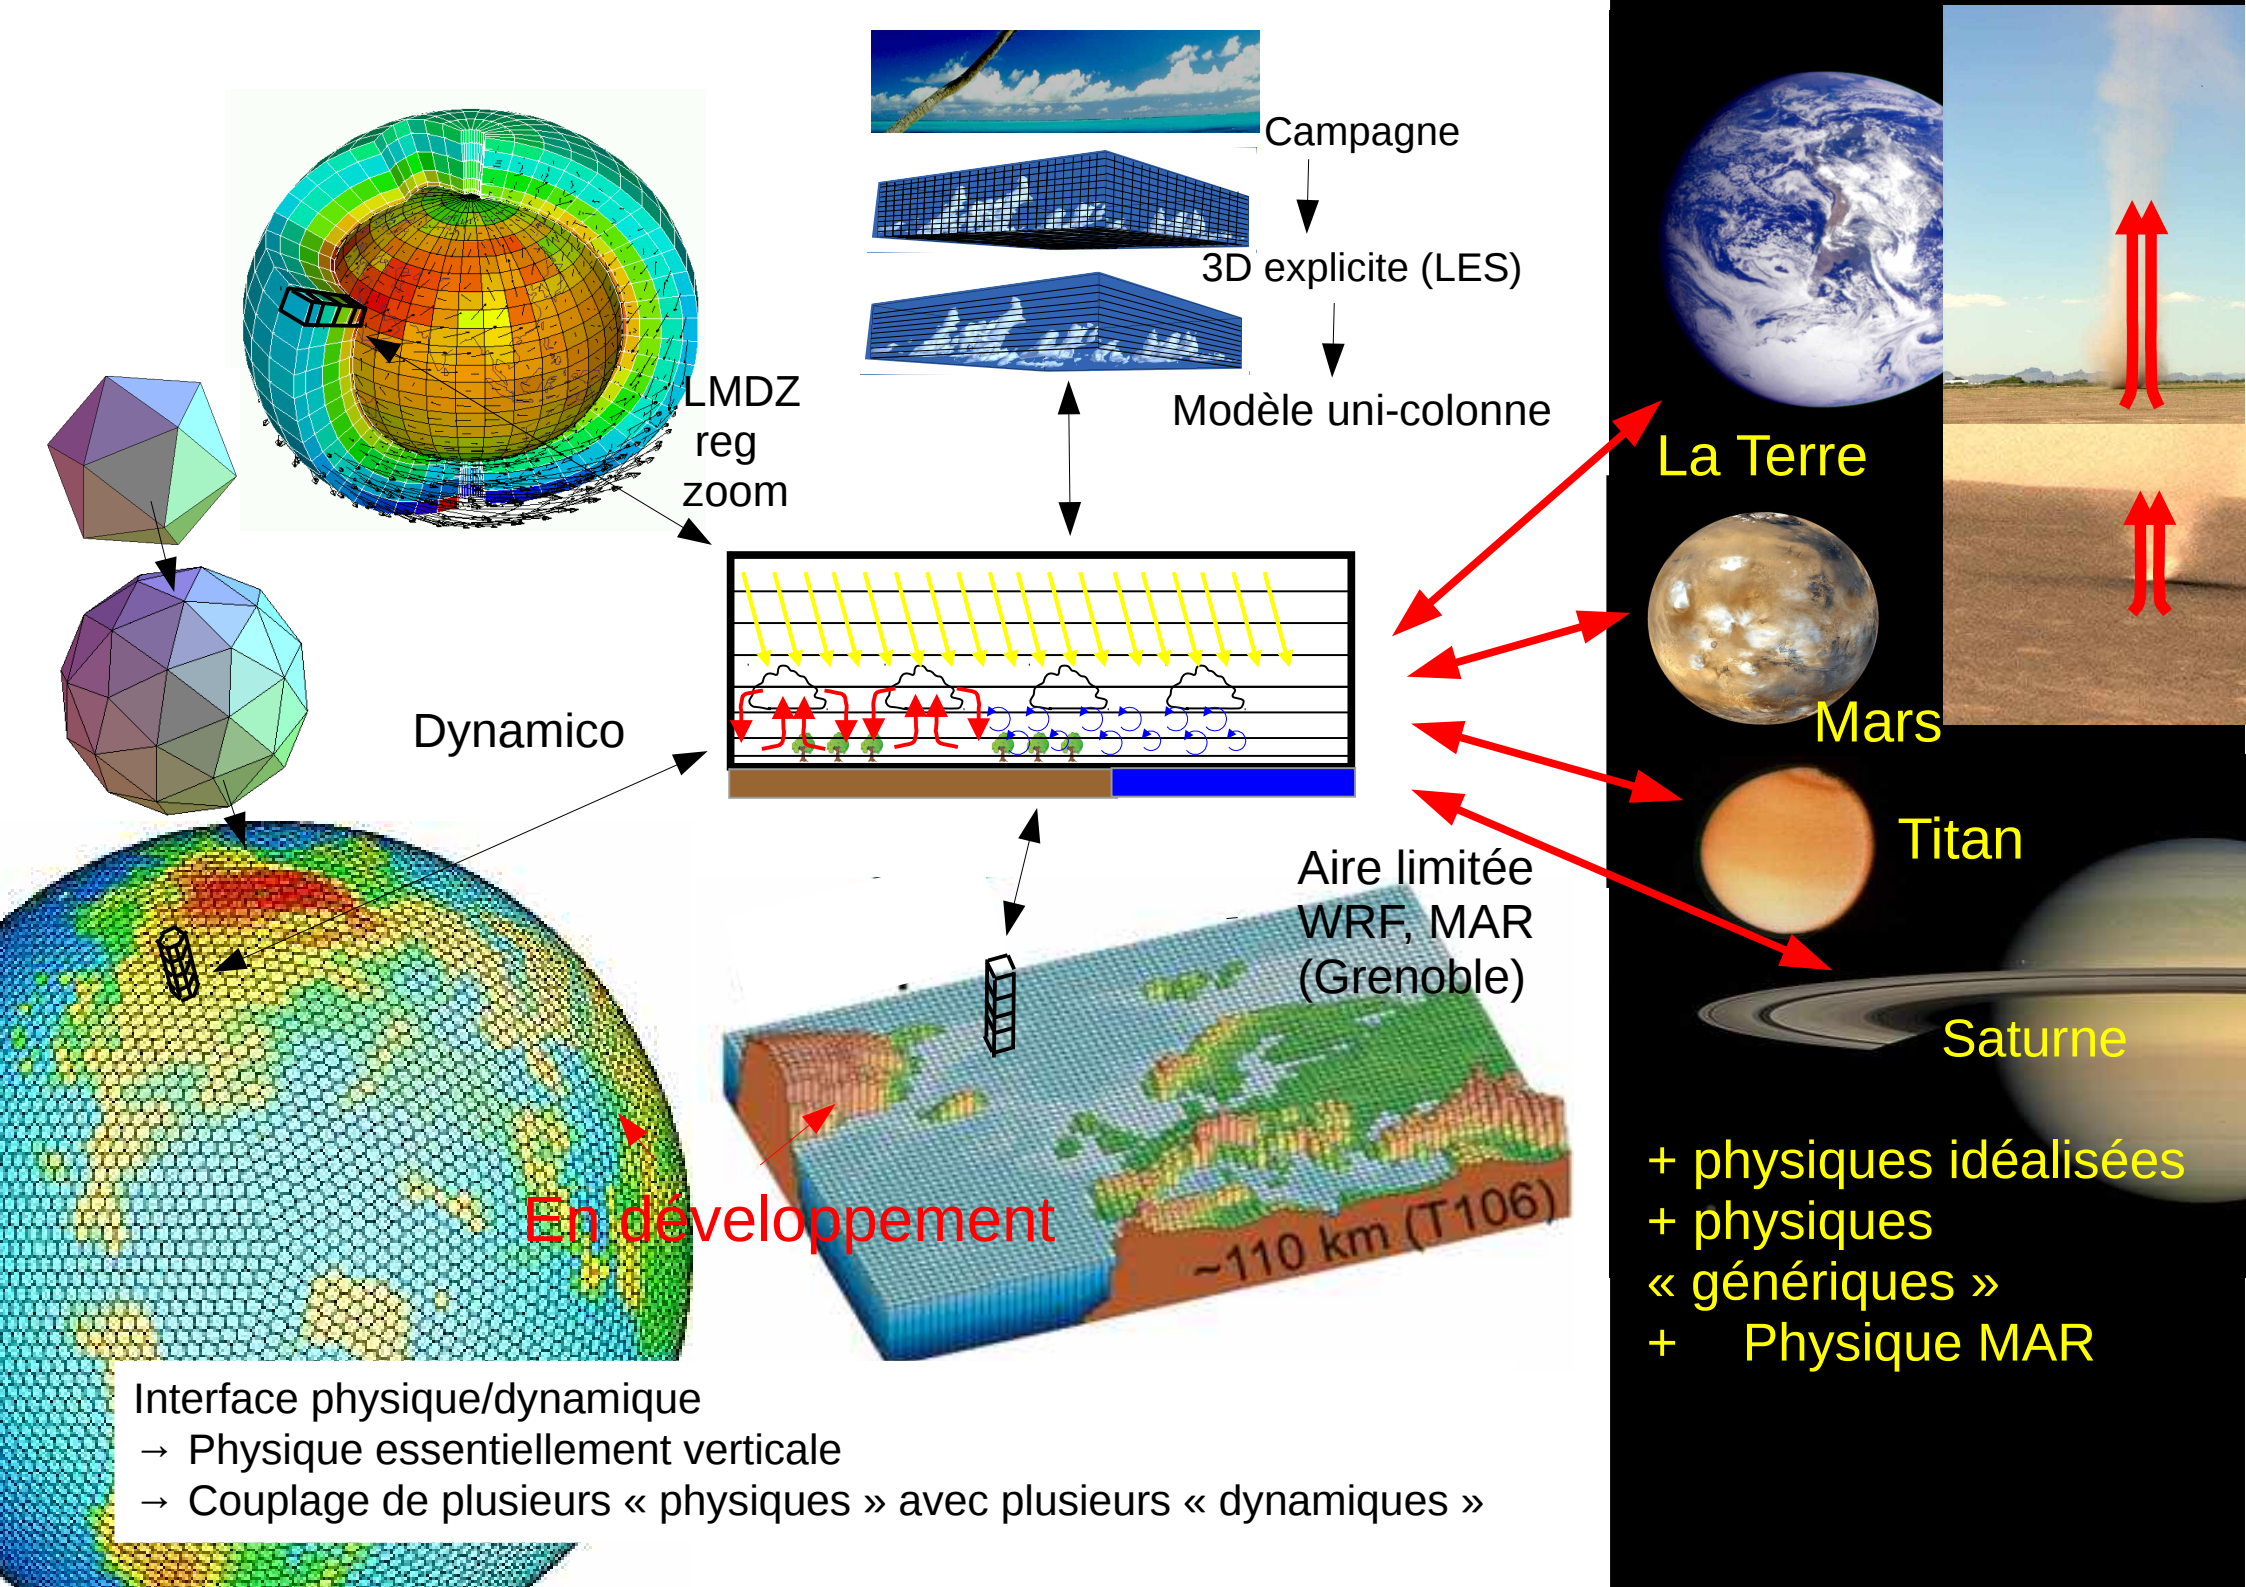 Campagne
3D explicite (LES)
Modèle uni-colonne
LMDZ
reg
zoom
Dynamico
Aire limitée
WRF, MAR
(Grenoble)
En développement
~110 km (T106)
Interface physique/dynamique
→ Physique essentiellement verticale
→ Couplage de plusieurs « physiques » avec plusieurs « dynamiques »
La Terre
Mars
Titan
Saturne
+ physiques idéalisées
+ physiques
« génériques »
+ Physique MAR